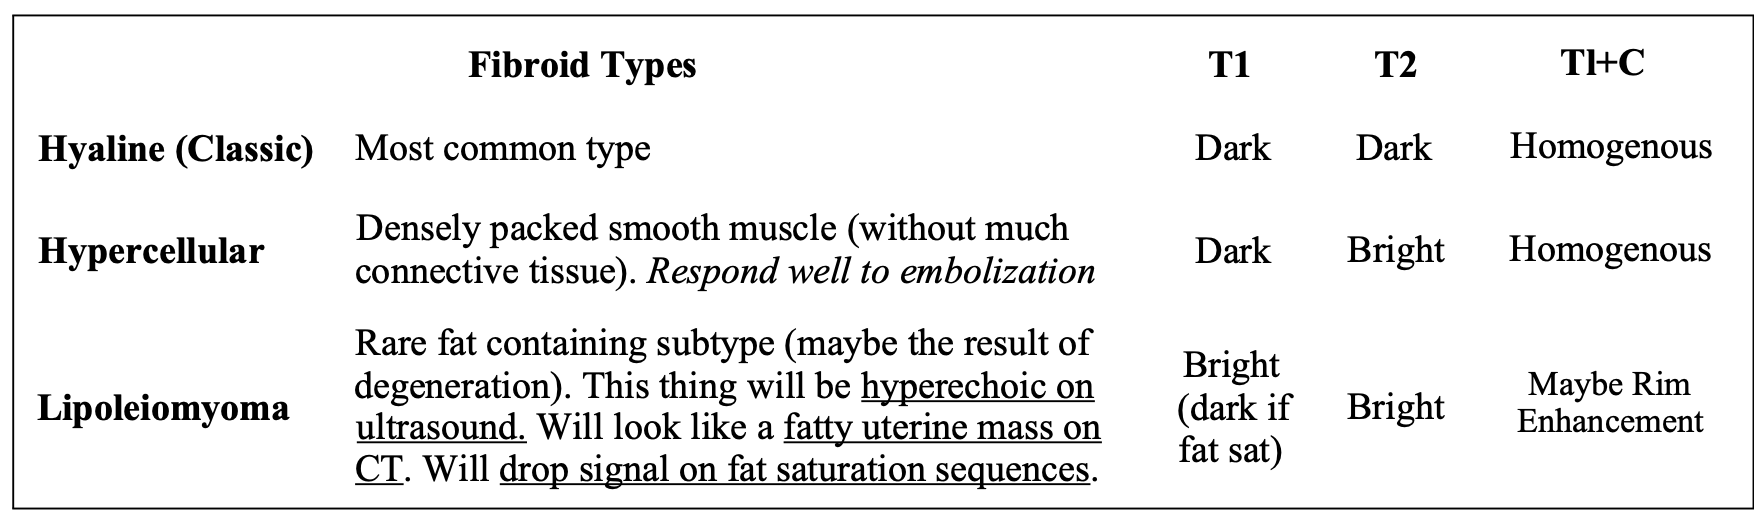 Fibroid Types T1 T2 Tl+C
Hyaline (Classic) Most common type Dark Dark Homogenous
Hypercellular
Densely packed smooth muscle (without much
connective tissue). Respond well to embolization
Dark Bright Homogenous
Lipoleiomyoma
Rare fat containing subtype (maybe the result of
degeneration). This thing will be hyperechoic on
ultrasound. Will look like a fatty uterine mass on
CT. Will drop signal on fat saturation sequences.
Bright
(dark if
fat sat)
Bright
Maybe Rim
Enhancement